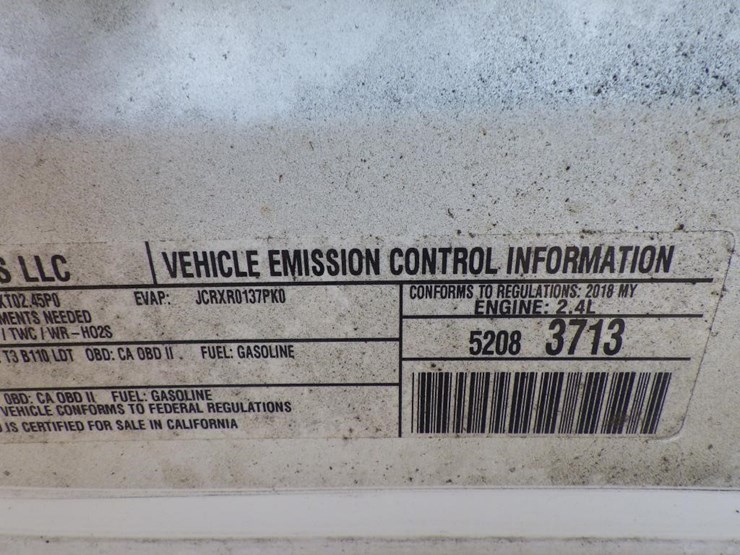 S LLC
VEHICLE EMISSION CONTROL INFORMATION
XT02.45P0 EVAP: JCRXR0137PK0
MENTS NEEDED
/ TWC / WR-HO2S
T3 B110 LDT OBD: CA OBD II FUEL: GASOLINE
OBD: CA OBD II FUEL: GASOLINE
VEHICLE CONFORMS TO FEDERAL REGULATIONS
IS CERTIFIED FOR SALE IN CALIFORNIA
CONFORMS TO REGULATIONS: 2018 MY
ENGINE: 2.4L
5208 3713